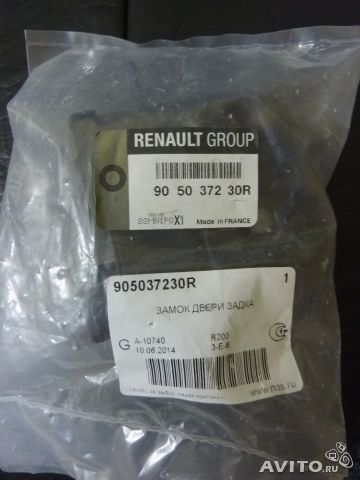 RENAULT GROUP
90 50 372 30R
X1 Made in FRANCE
905037230R 1
ЗАМОК ДВЕРИ ЗАДКА
G A-10740 R200
10.06.2014 3-E-8
AVITO.ru